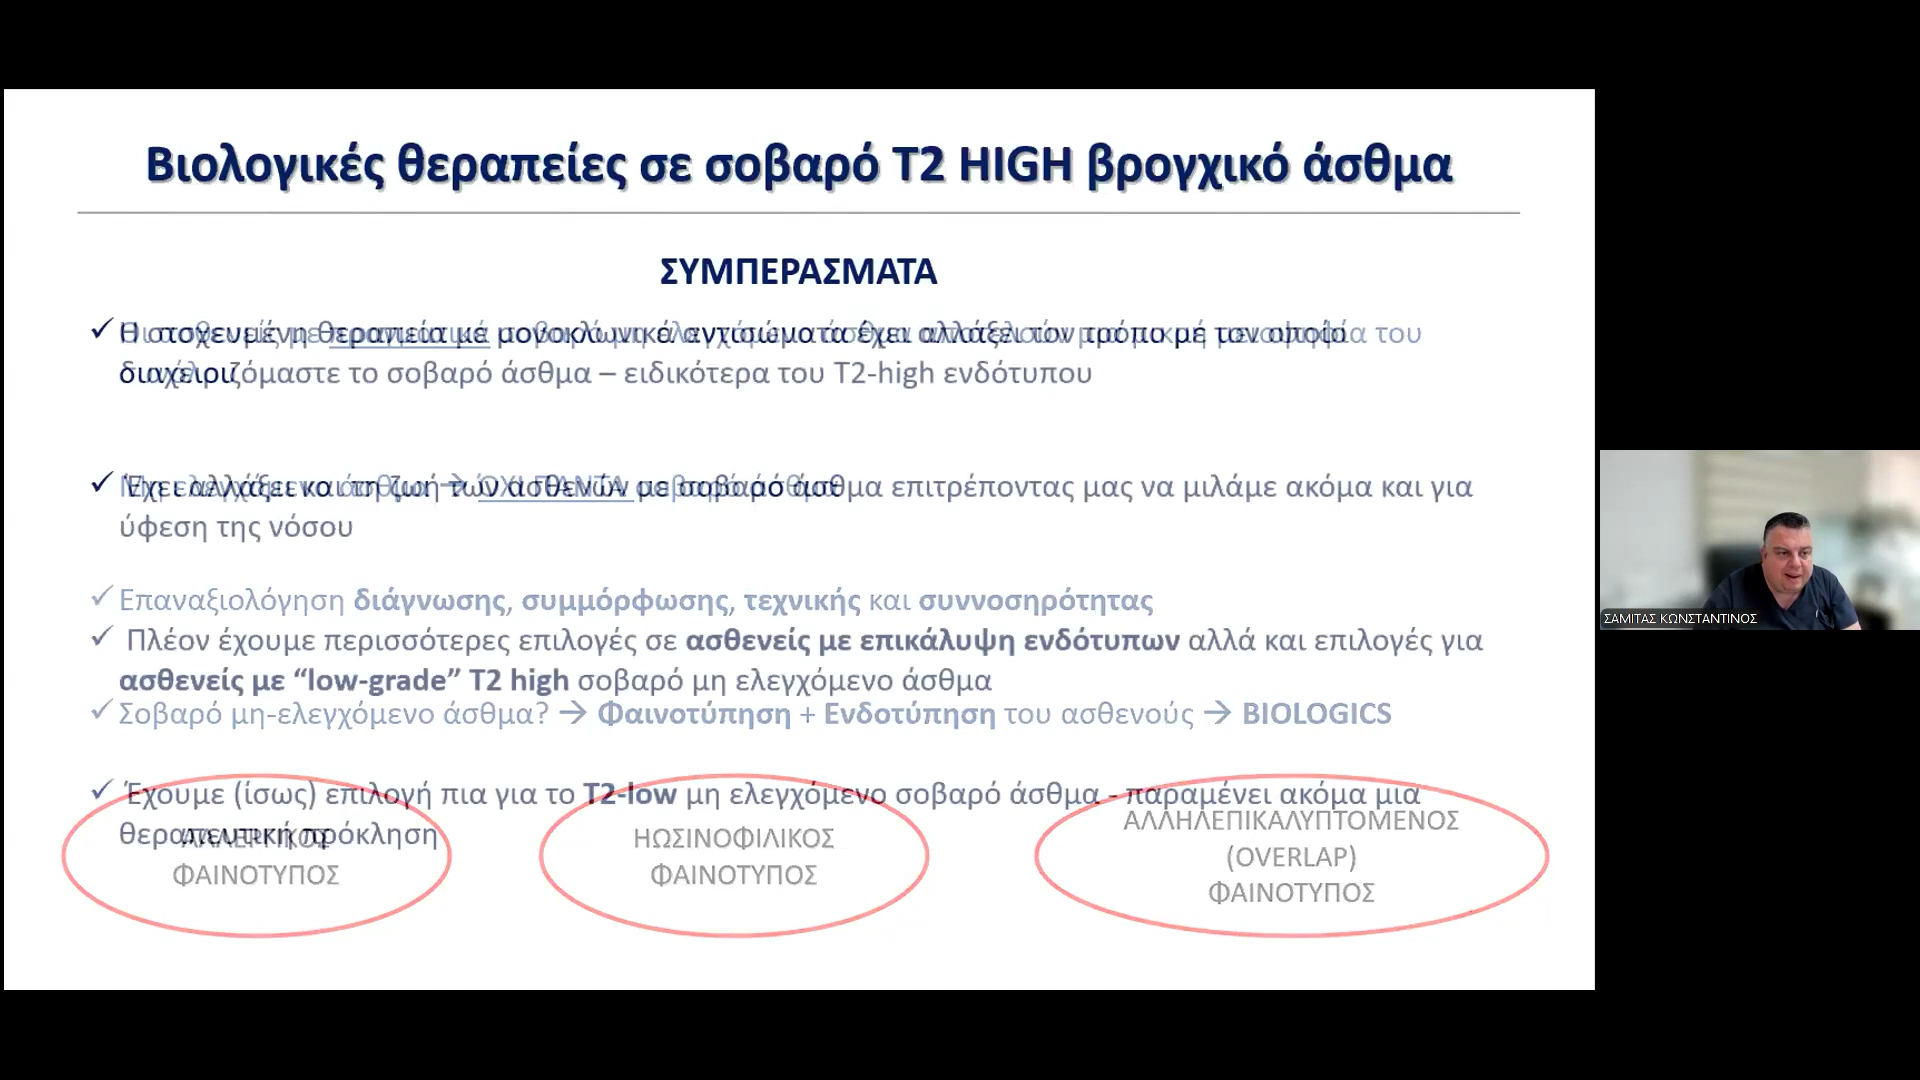 Βιολογικές θεραπείες σε σοβαρό T2 HIGH βρογχικό άσθμα
ΣΥΜΠΕΡΑΣΜΑΤΑ
✓ Η στοχευμένη θεραπεία με μονοκλωνικά αντισώματα έχει αλλάξει τον τρόπο με τον οποίο
διαχειριζόμαστε το σοβαρό άσθμα – ειδικότερα του T2-high ενδότυπου
✓ Έχει αλλάξει και τη ζωή των ασθενών με σοβαρό άσθμα επιτρέποντας μας να μιλάμε ακόμα και για
ύφεση της νόσου
✓ Επαναξιολόγηση διάγνωσης, συμμόρφωσης, τεχνικής και συννοσηρότητας
✓ Πλέον έχουμε περισσότερες επιλογές σε ασθενείς με επικάλυψη ενδότυπων αλλά και επιλογές για
ασθενείς με “low-grade” T2 high σοβαρό μη ελεγχόμενο άσθμα
✓ Σοβαρό μη-ελεγχόμενο άσθμα? → Φαινοτύπηση + Ενδοτύπηση του ασθενούς → BIOLOGICS
✓ Έχουμε (ίσως) επιλογή πια για το T2-low μη ελεγχόμενο σοβαρό άσθμα - παραμένει ακόμα μια
θεραπευτική πρόκληση
ΦΑΙΝΟΤΥΠΟΣ
ΗΩΣΙΝΟΦΙΛΙΚΟΣ
ΦΑΙΝΟΤΥΠΟΣ
ΑΛΛΗΛΕΠΙΚΑΛΥΠΤΟΜΕΝΟΣ
(OVERLAP)
ΦΑΙΝΟΤΥΠΟΣ
ΣΑΜΙΤΑΣ ΚΩΝΣΤΑΝΤΙΝΟΣ